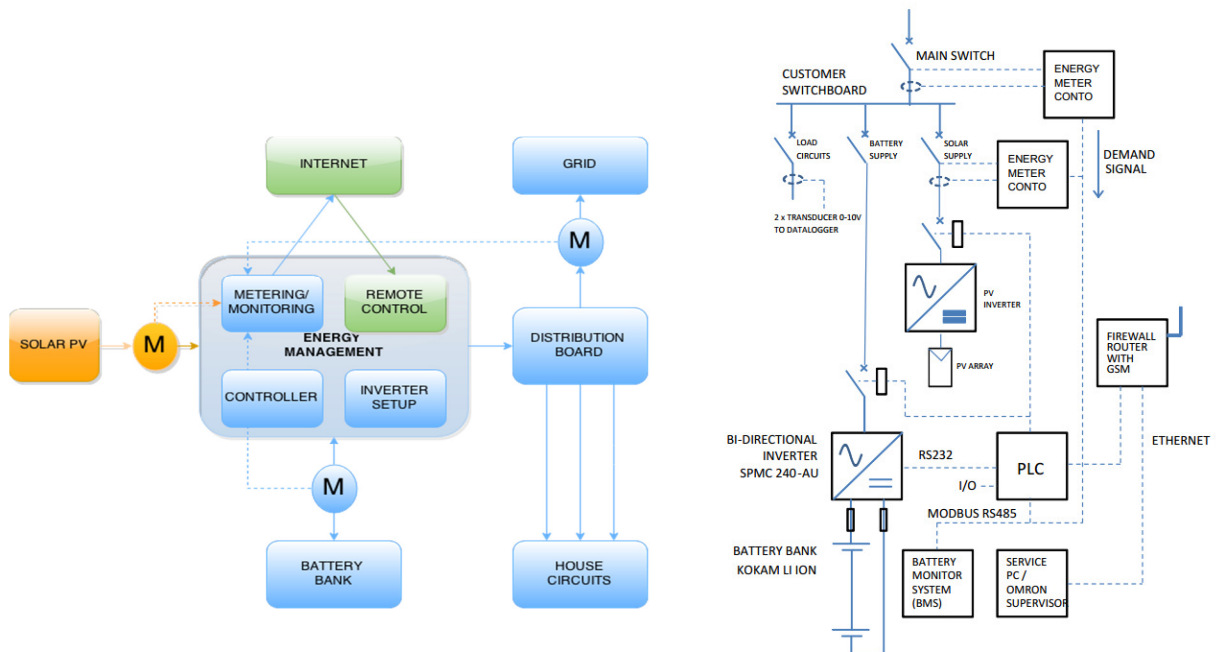 INTERNET
GRID
M
METERING/
MONITORING
REMOTE
CONTROL
SOLAR PV
M
ENERGY
MANAGEMENT
DISTRIBUTION
BOARD
CONTROLLER
INVERTER
SETUP
M
BATTERY
BANK
HOUSE
CIRCUITS
MAIN SWITCH
ENERGY
METER
CONTO
CUSTOMER
SWITCHBOARD
LOAD
CIRCUITS
BATTERY
SUPPLY
SOLAR
SUPPLY
ENERGY
METER
CONTO
DEMAND
SIGNAL
2 x TRANSDUCER 0-10V
TO DATALOGGER
PV
INVERTER
PV ARRAY
FIREWALL
ROUTER
WITH
GSM
ETHERNET
BI-DIRECTIONAL
INVERTER
SPMC 240-AU
RS232
PLC
I/O
MODBUS RS485
BATTERY BANK
KOKAM LI ION
BATTERY
MONITOR
SYSTEM
(BMS)
SERVICE
PC /
OMRON
SUPERVISOR